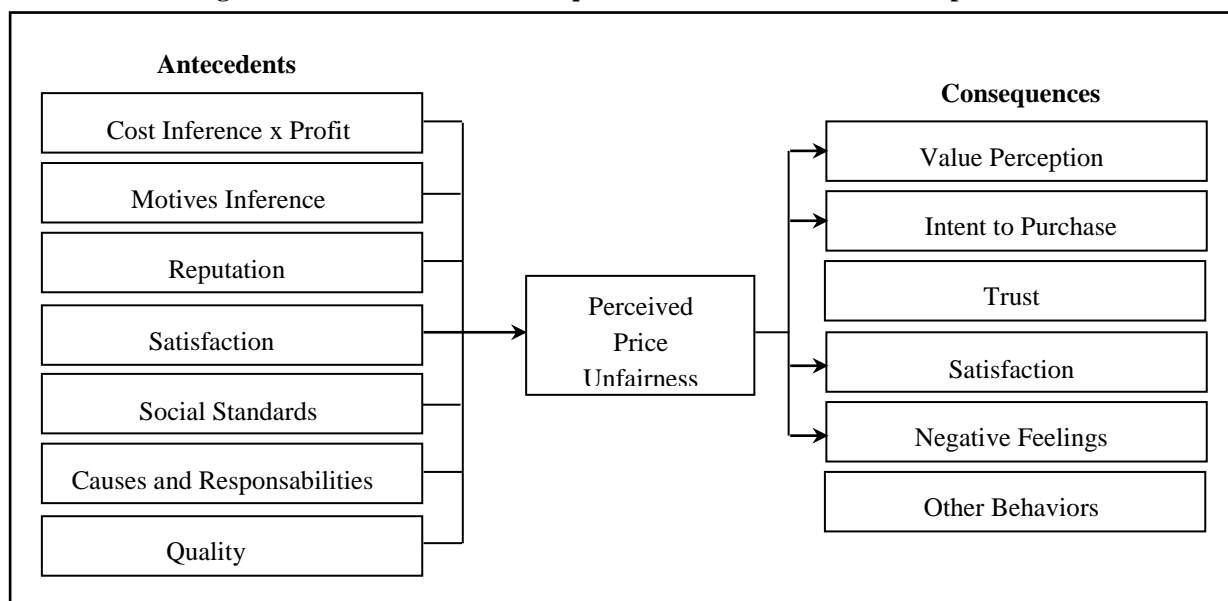 Antecedents
Cost Inference x Profit
Motives Inference
Reputation
Satisfaction
Social Standards
Causes and Responsabilities
Quality
Perceived
Price
Unfairness
Consequences
Value Perception
Intent to Purchase
Trust
Satisfaction
Negative Feelings
Other Behaviors